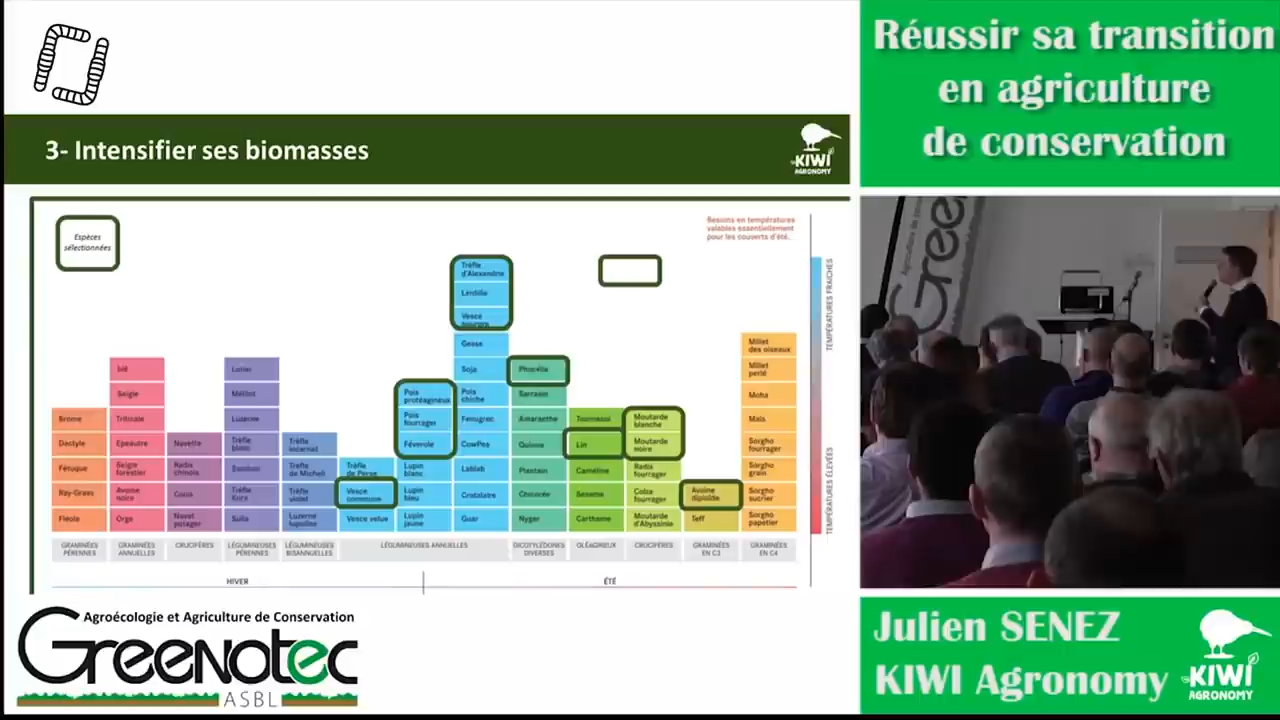 3- Intensifier ses biomasses
KIWI
AGRONOMY
Réussir sa transition
en agriculture
de conservation
Espèces
sélectionnées
Besoins en températures
valables essentiellement
pour les couverts d'été.
TEMPÉRATURES FRAICHES
TEMPÉRATURES ÉLEVÉES
Brome
Dactyle
Fétuque
Ray-Grass
Fléole
GRAMINÉES
PÉRENNES
Blé
Seigle
Triticale
Epeautre
Seigle
forestier
Avoine
noire
Orge
GRAMINÉES
ANNUELLES
Navette
Radis
chinois
Colza
Navet
potager
CRUCIFÈRES
Lotier
Mélilot
Luzerne
Trèfle
blanc
Sainfoin
Trèfle
Kura
Sulla
LÉGUMINEUSES
PÉRENNES
Trèfle
incarnat
Trèfle
de Micheli
Trèfle
violet
Luzerne
lupuline
LÉGUMINEUSES
BISANNUELLES
Trèfle
de Perse
Vesce
commune
Vesce velue
Pois
protéagineux
Pois
fourrager
Féverole
Lupin
blanc
Lupin
bleu
Lupin
jaune
Trèfle
d'Alexandrie
Lentille
Vesce
Gesse
Soja
Pois
chiche
Fenugrec
CowPea
Lablab
Crotalaire
Guar
LÉGUMINEUSES ANNUELLES
Phacélie
Sarrasin
Amaranthe
Quinoa
Plantain
Chicorée
Nyger
DICOTYLÉDONES
DIVERSES
Tournesol
Lin
Caméline
Sésame
Carthame
OLÉAGINEUX
Moutarde
blanche
Moutarde
noire
Radis
fourrager
Colza
fourrager
Moutarde
d'Abyssinie
CRUCIFÈRES
Avoine
diploïde
Teff
GRAMINÉES
EN C3
Millet
des oiseaux
Millet
perlé
Moha
Maïs
Sorgho
fourrager
Sorgho
grain
Sorgho
sucrier
Sorgho
papetier
GRAMINÉES
EN C4
HIVER
ÉTÉ
Agroécologie et Agriculture de Conservation
Greenotec
ASBL
Julien SENEZ
KIWI Agronomy
KIWI
AGRONOMY